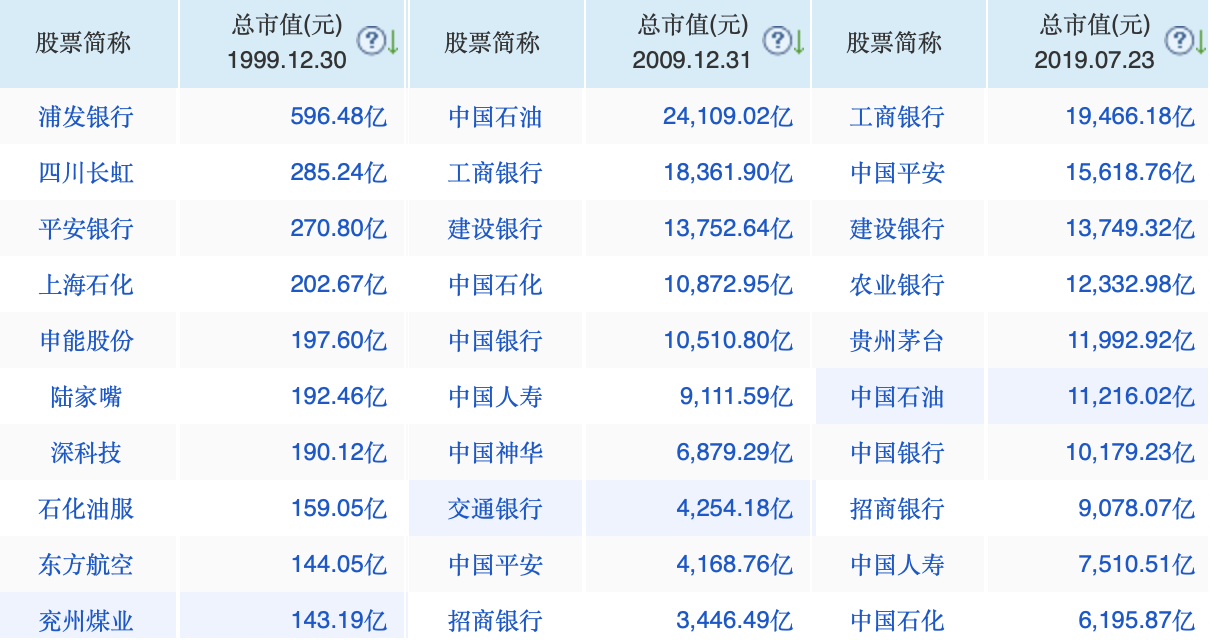 股票简称 总市值(元) 1999.12.30 ?↓ 股票简称 总市值(元) 2009.12.31 ?↓ 股票简称 总市值(元) 2019.07.23 ?↓
浦发银行 596.48亿 中国石油 24,109.02亿 工商银行 19,466.18亿
四川长虹 285.24亿 工商银行 18,361.90亿 中国平安 15,618.76亿
平安银行 270.80亿 建设银行 13,752.64亿 建设银行 13,749.32亿
上海石化 202.67亿 中国石化 10,872.95亿 农业银行 12,332.98亿
申能股份 197.60亿 中国银行 10,510.80亿 贵州茅台 11,992.92亿
陆家嘴 192.46亿 中国人寿 9,111.59亿 中国石油 11,216.02亿
深科技 190.12亿 中国神华 6,879.29亿 中国银行 10,179.23亿
石化油服 159.05亿 交通银行 4,254.18亿 招商银行 9,078.07亿
东方航空 144.05亿 中国平安 4,168.76亿 中国人寿 7,510.51亿
兖州煤业 143.19亿 招商银行 3,446.49亿 中国石化 6,195.87亿